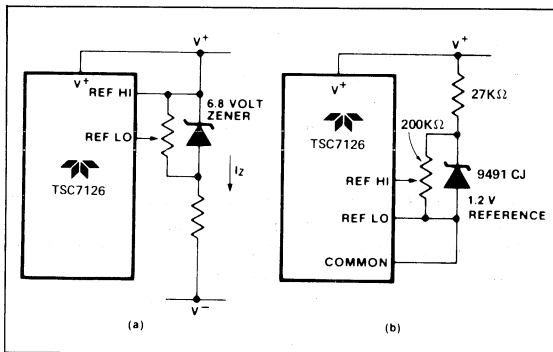 V+
V+
REF HI
6.8 VOLT
ZENER
REF LO
TSC7126
IZ
V-
(a)
V+
V+
27KΩ
200KΩ
TSC7126
9491 CJ
REF HI
1.2 V
REFERENCE
REF LO
COMMON
(b)